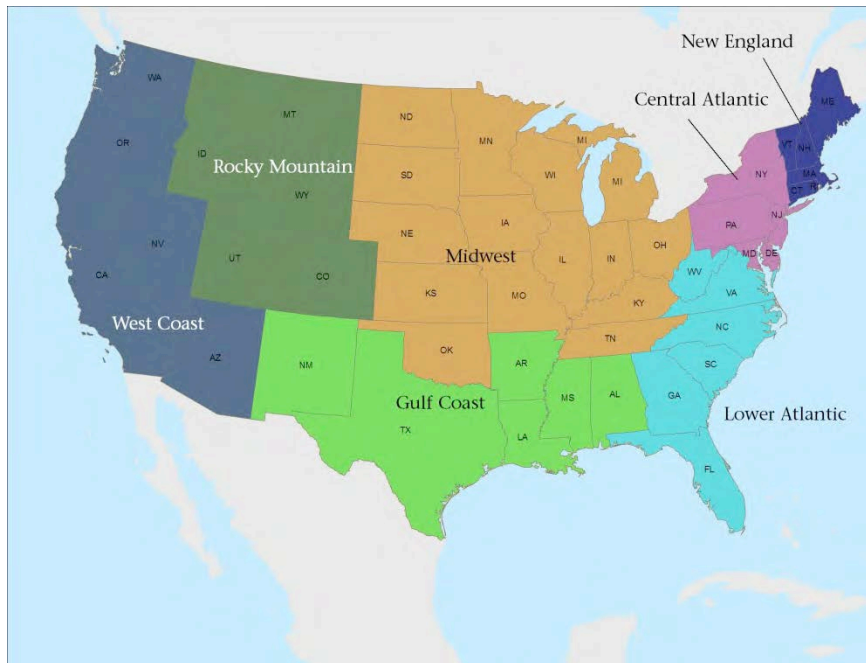 New England
Central Atlantic
WA
MT
ND
ME
OR
MN
MI
VT
NH
ID
Rocky Mountain
SD
WI
MI
NY
MA
CT
RI
WY
IA
PA
NJ
NE
OH
NV
UT
Midwest
IL
IN
MD
DE
CA
CO
WV
KS
MO
KY
VA
West Coast
NC
TN
AZ
NM
OK
AR
SC
Gulf Coast
MS
AL
GA
Lower Atlantic
TX
LA
FL